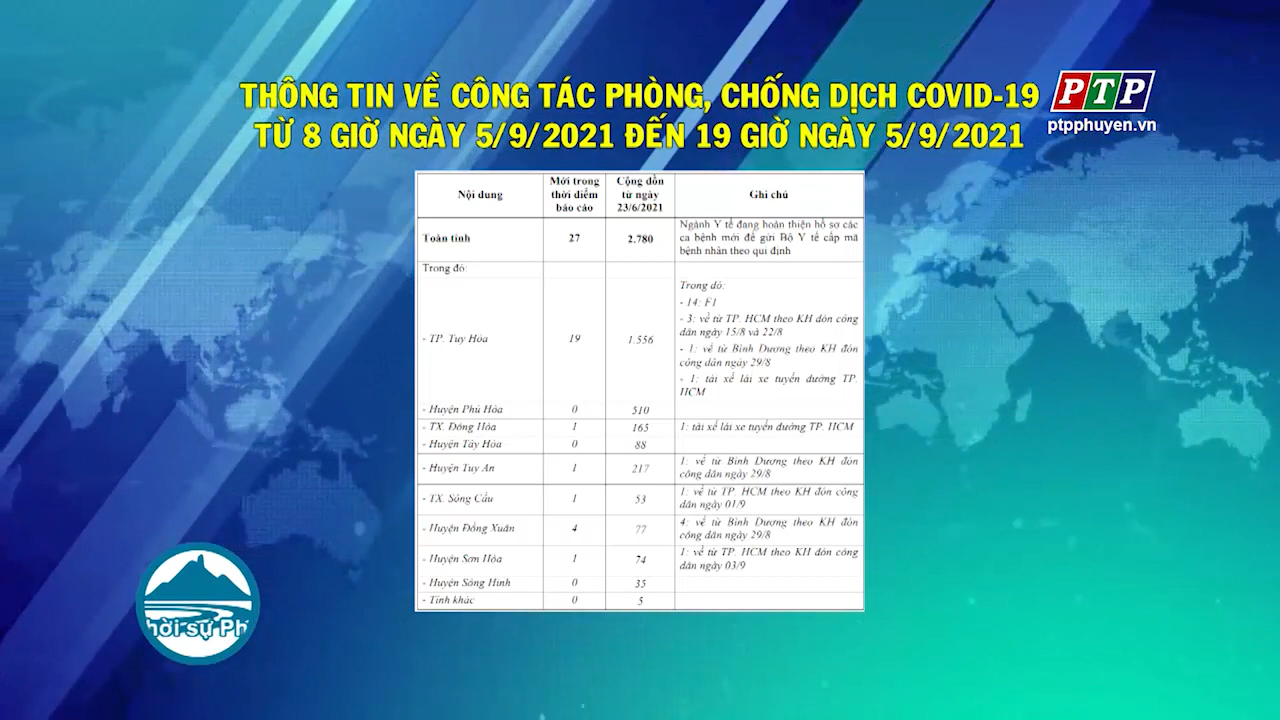 THÔNG TIN VỀ CÔNG TÁC PHÒNG, CHỐNG DỊCH COVID-19
TỪ 8 GIỜ NGÀY 5/9/2021 ĐẾN 19 GIỜ NGÀY 5/9/2021
PTP
ptpphuyen.vn
Nội dung
Mới trong
thời điểm
báo cáo
Cộng dồn
từ ngày
23/6/2021
Ghi chú
Toàn tỉnh
27
2.780
Ngành Y tế đang hoàn thiện hồ sơ các
ca bệnh mới để gửi Bộ Y tế cấp mã
bệnh nhân theo qui định
Trong đó:
- TP. Tuy Hòa
19
1.556
Trong đó:
- 14: F1
- 3: về từ TP. HCM theo KH đón công
dân ngày 15/8 và 22/8
- 1: về từ Bình Dương theo KH đón
công dân ngày 29/8
- 1: tài xế lái xe tuyến đường TP.
HCM
- Huyện Phú Hòa
0
510
- TX. Đông Hòa
1
165
1: tài xế lái xe tuyến đường TP. HCM
- Huyện Tây Hòa
0
88
- Huyện Tuy An
1
217
1: về từ Bình Dương theo KH đón
công dân ngày 29/8
- TX. Sông Cầu
1
53
1: về từ TP. HCM theo KH đón công
dân ngày 01/9
- Huyện Đồng Xuân
4
77
4: về từ Bình Dương theo KH đón
công dân ngày 29/8
- Huyện Sơn Hòa
1
74
1: về từ TP. HCM theo KH đón công
dân ngày 03/9
- Huyện Sông Hinh
0
35
- Tỉnh khác
0
5
hời sự Ph